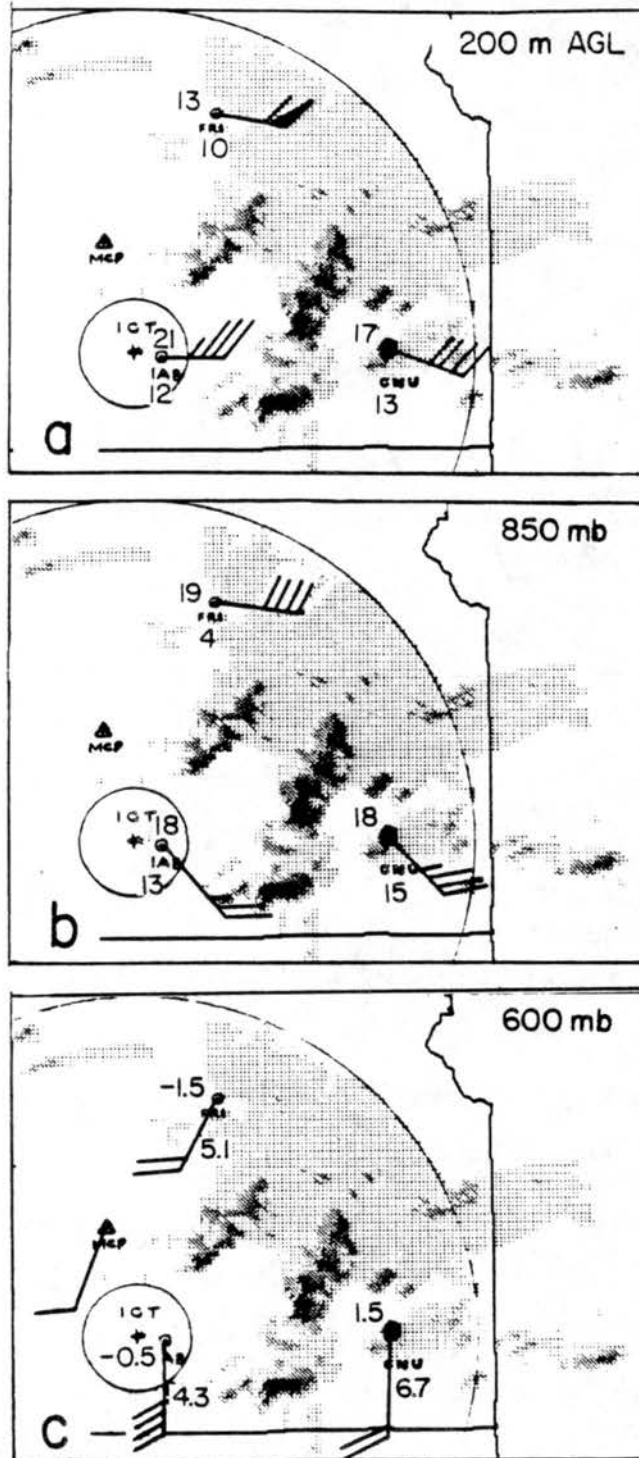 200 m AGL
13
FRI
10
MCP
ICT
21
IAB
12
17
CNU
13
a
850 mb
19
FRI
4
MCP
ICT
18
IAB
13
18
CNU
15
b
600 mb
-1.5
FRI
5.1
MCP
ICT
-0.5
IAB
4.3
1.5
CNU
6.7
c